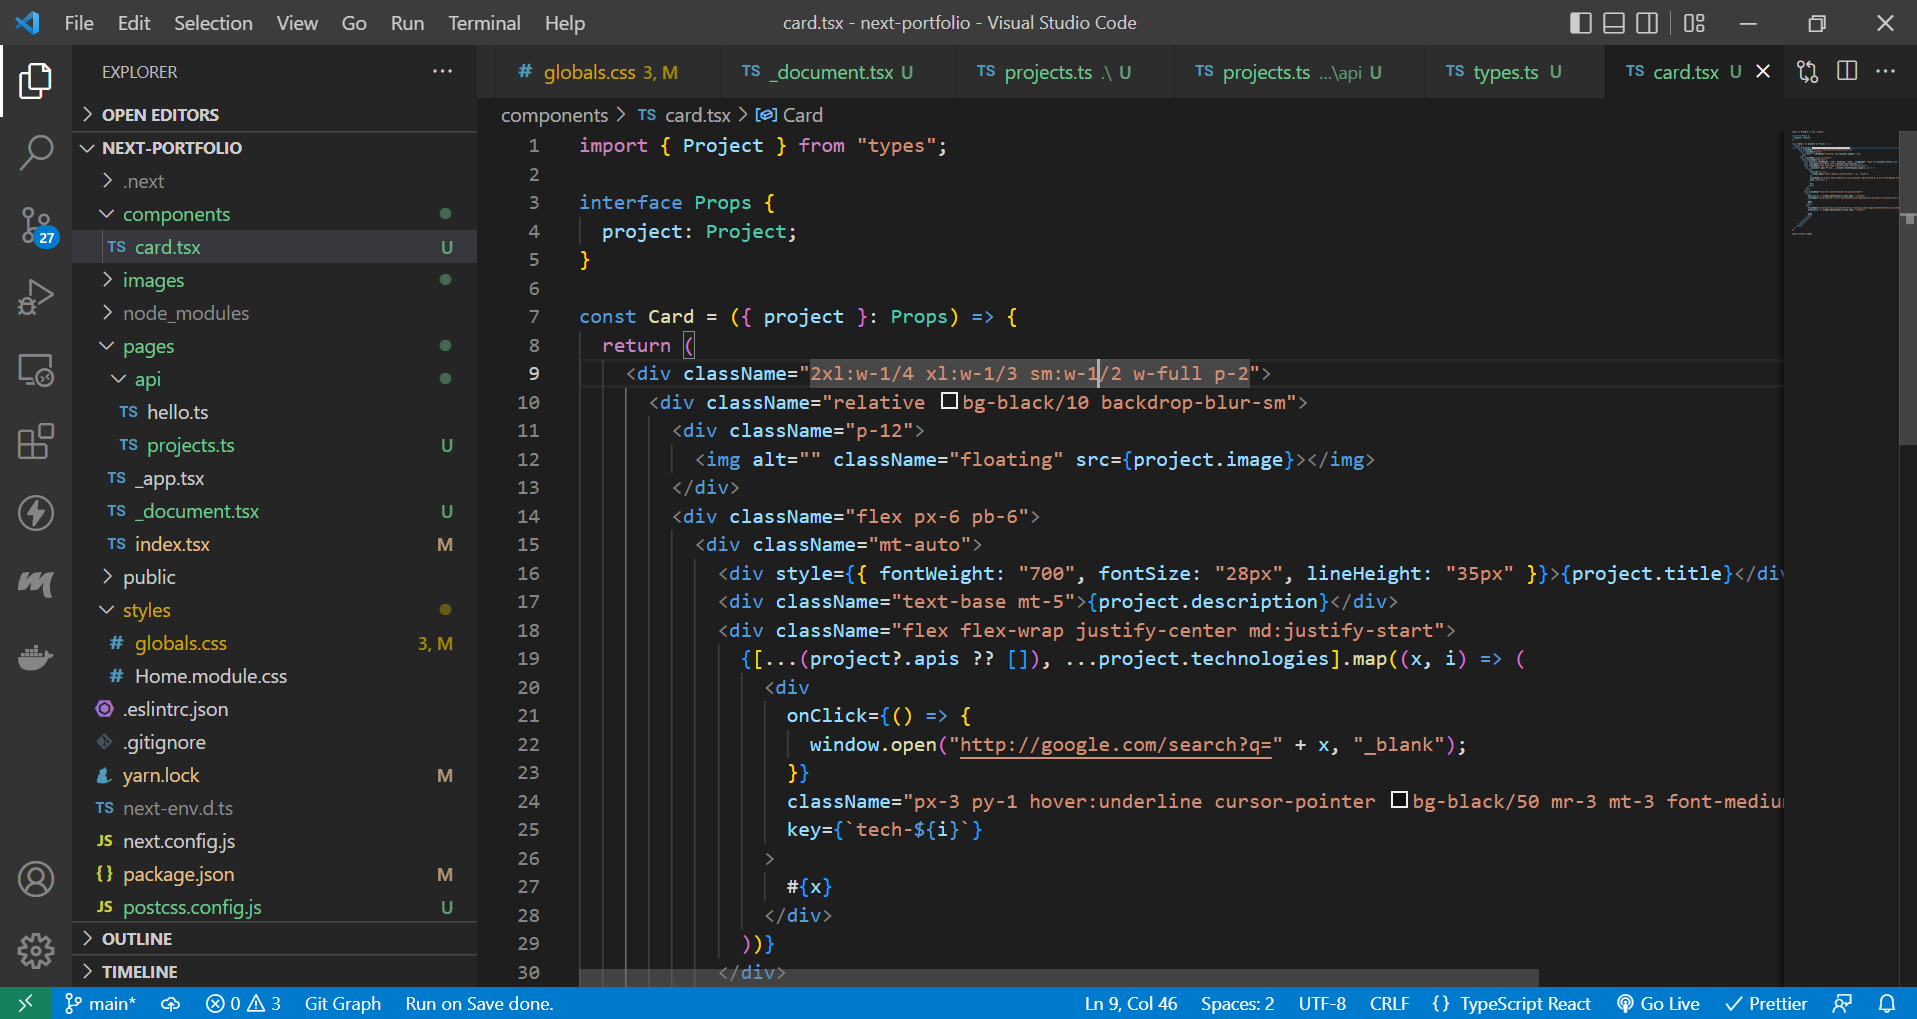 File Edit Selection View Go Run Terminal Help
card.tsx - next-portfolio - Visual Studio Code
EXPLORER
OPEN EDITORS
NEXT-PORTFOLIO
.next
components
TS card.tsx U
images
node_modules
pages
api
TS hello.ts
TS projects.ts U
TS _app.tsx
TS _document.tsx U
TS index.tsx M
public
styles
# globals.css 3, M
# Home.module.css
.eslintrc.json
.gitignore
yarn.lock M
TS next-env.d.ts
JS next.config.js
{} package.json M
JS postcss.config.js U
OUTLINE
TIMELINE
27
# globals.css 3, M TS _document.tsx U TS projects.ts .\ U TS projects.ts ...\api U TS types.ts U TS card.tsx U
components > TS card.tsx > Card
1 import { Project } from "types";
2
3 interface Props {
4 project: Project;
5 }
6
7 const Card = ({ project }: Props) => {
8 return (
9 <div className="2xl:w-1/4 xl:w-1/3 sm:w-1/2 w-full p-2">
10 <div className="relative bg-black/10 backdrop-blur-sm">
11 <div className="p-12">
12 <img alt="" className="floating" src={project.image}></img>
13 </div>
14 <div className="flex px-6 pb-6">
15 <div className="mt-auto">
16 <div style={{ fontWeight: "700", fontSize: "28px", lineHeight: "35px" }}>{project.title}</div
17 <div className="text-base mt-5">{project.description}</div>
18 <div className="flex flex-wrap justify-center md:justify-start">
19 {[...(project?.apis ?? []), ...project.technologies].map((x, i) => (
20 <div
21 onClick={() => {
22 window.open("http://google.com/search?q=" + x, "_blank");
23 }}
24 className="px-3 py-1 hover:underline cursor-pointer bg-black/50 mr-3 mt-3 font-medium
25 key={`tech-${i}`}
26 >
27 #{x}
28 </div>
29 ))}
30 </div>
main* 0 3 Git Graph Run on Save done. Ln 9, Col 46 Spaces: 2 UTF-8 CRLF {} TypeScript React Go Live Prettier